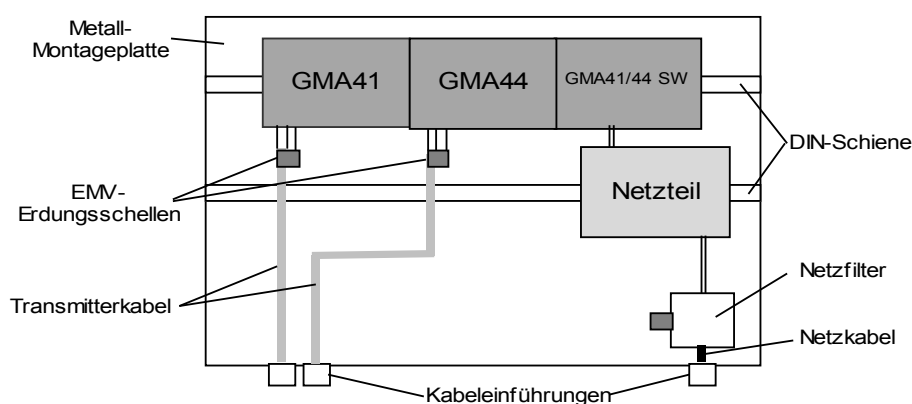 Metall-
Montageplatte
GMA41
GMA44
GMA41/44 SW
DIN-Schiene
EMV-
Erdungsschellen
Netzteil
Transmitterkabel
Netzfilter
Netzkabel
Kabeleinführungen